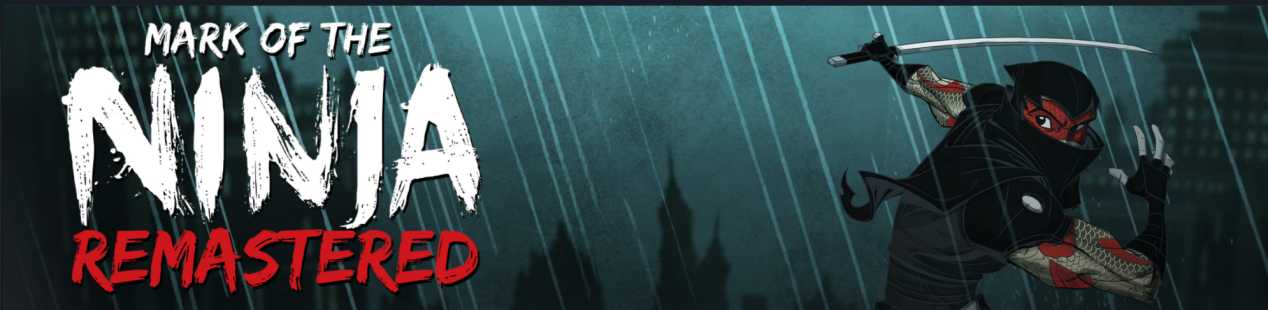 MARK OF THE
NINJA
REMASTERED